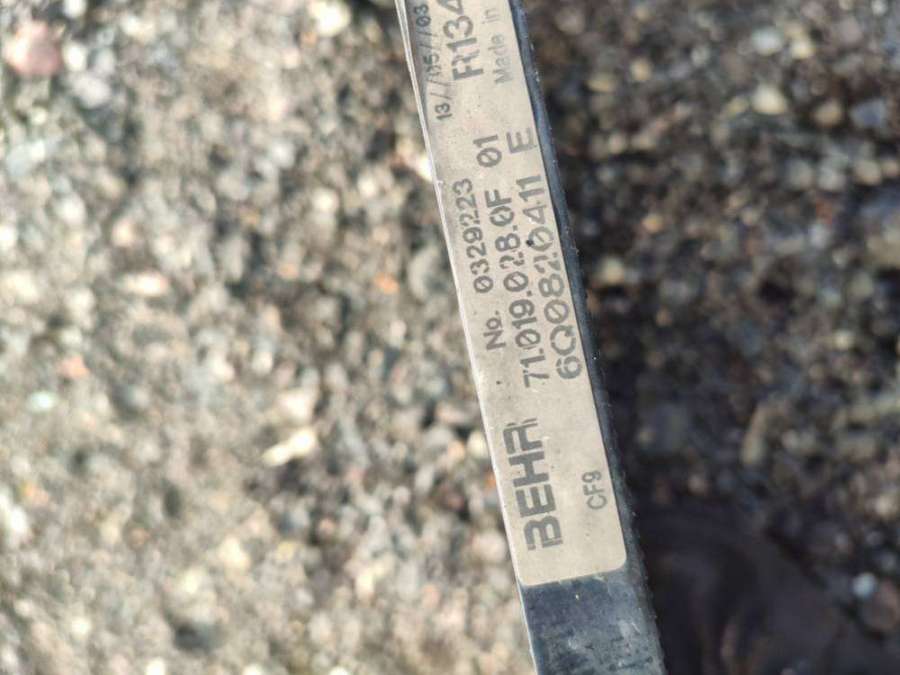 BEHR
No. 0329223
71.019.028.0F 01
6Q0820411 E
CF9
13//05//03
R134
Made in